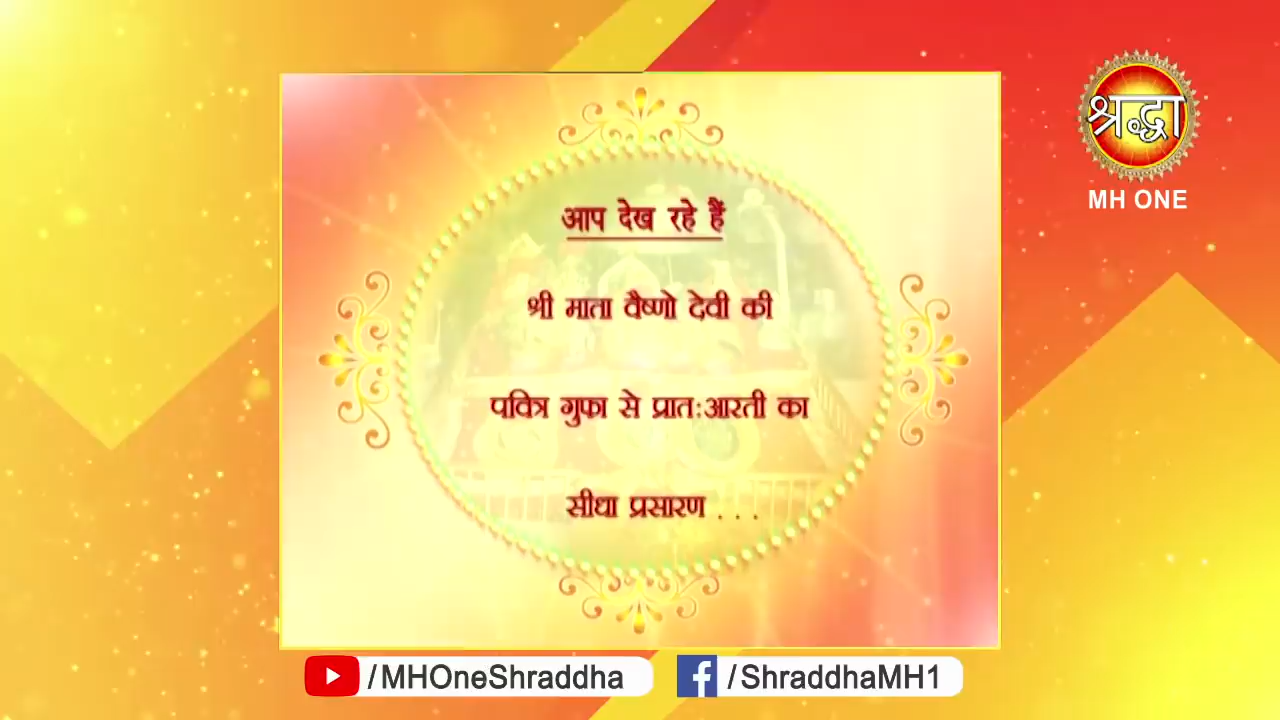 श्रद्धा
MH ONE
आप देख रहे हैं
श्री माता वैष्णो देवी की
पवित्र गुफा से प्रातःआरती का
सीधा प्रसारण . . .
/MHOneShraddha
/ShraddhaMH1